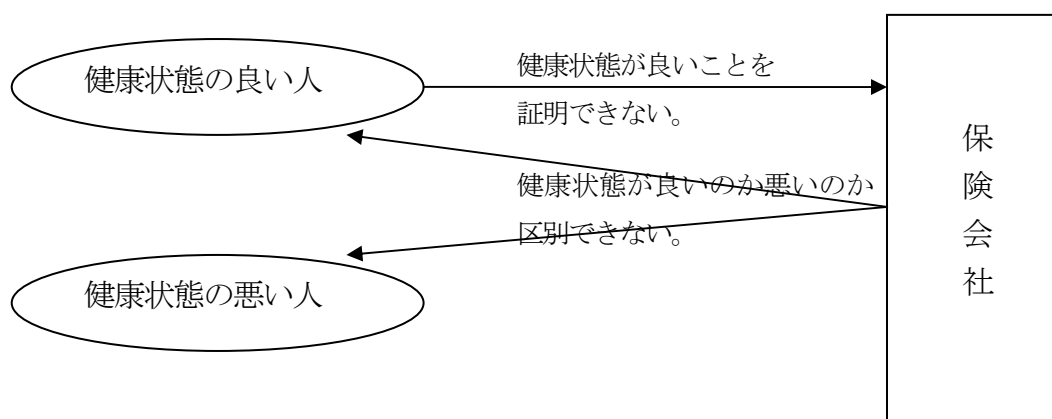 健康状態の良い人
健康状態が良いことを
証明できない。
健康状態が良いのか悪いのか
区別できない。
健康状態の悪い人
保険会社